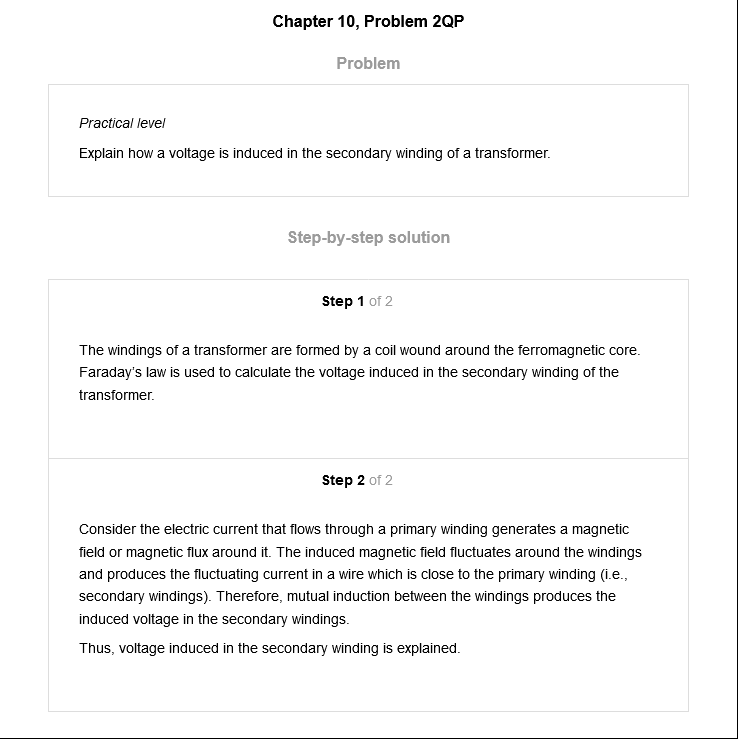 Chapter 10, Problem 2QP
Problem
Practical level
Explain how a voltage is induced in the secondary winding of a transformer.
Step-by-step solution
Step 1 of 2
The windings of a transformer are formed by a coil wound around the ferromagnetic core.
Faraday’s law is used to calculate the voltage induced in the secondary winding of the
transformer.
Step 2 of 2
Consider the electric current that flows through a primary winding generates a magnetic
field or magnetic flux around it. The induced magnetic field fluctuates around the windings
and produces the fluctuating current in a wire which is close to the primary winding (i.e.,
secondary windings). Therefore, mutual induction between the windings produces the
induced voltage in the secondary windings.
Thus, voltage induced in the secondary winding is explained.